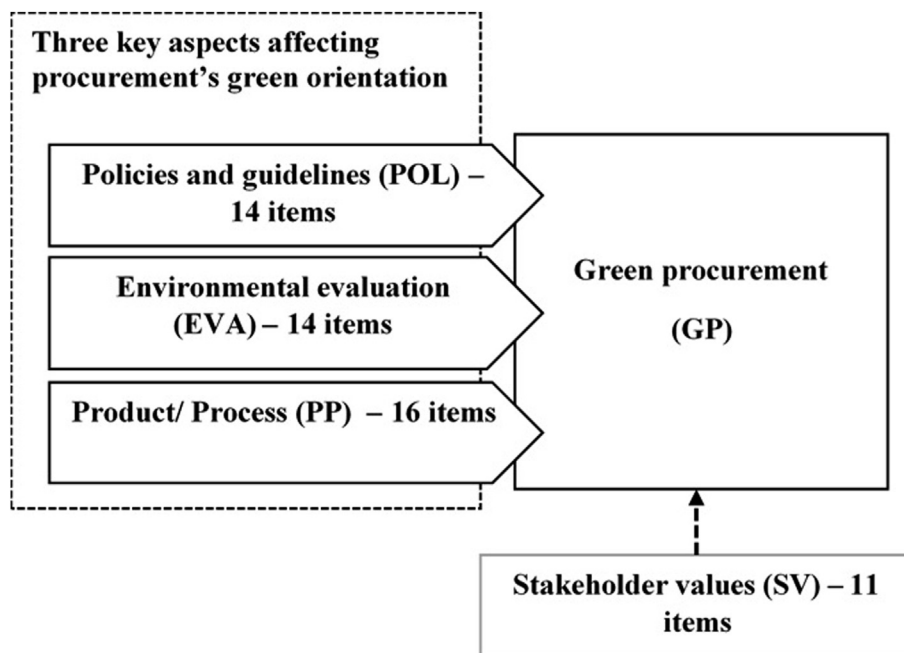 Three key aspects affecting
procurement’s green orientation
Policies and guidelines (POL) –
14 items
Environmental evaluation
(EVA) – 14 items
Product/ Process (PP) – 16 items
Green procurement
(GP)
Stakeholder values (SV) – 11
items